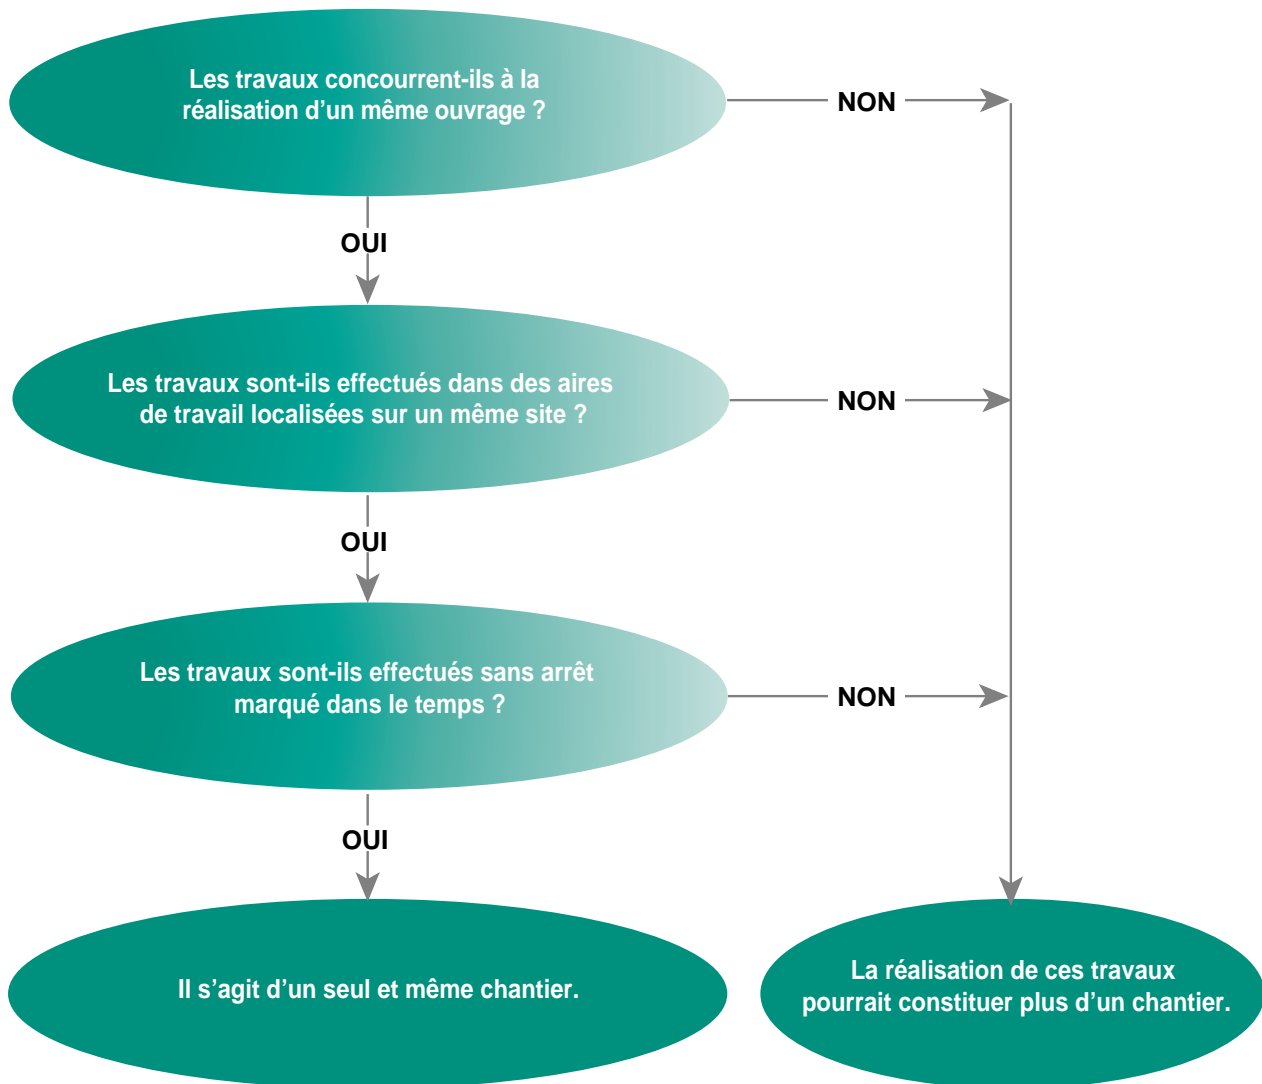 Les travaux concourrent-ils à la
réalisation d’un même ouvrage ?
NON
OUI
Les travaux sont-ils effectués dans des aires
de travail localisées sur un même site ?
NON
OUI
Les travaux sont-ils effectués sans arrêt
marqué dans le temps ?
NON
OUI
Il s’agit d’un seul et même chantier.
La réalisation de ces travaux
pourrait constituer plus d’un chantier.